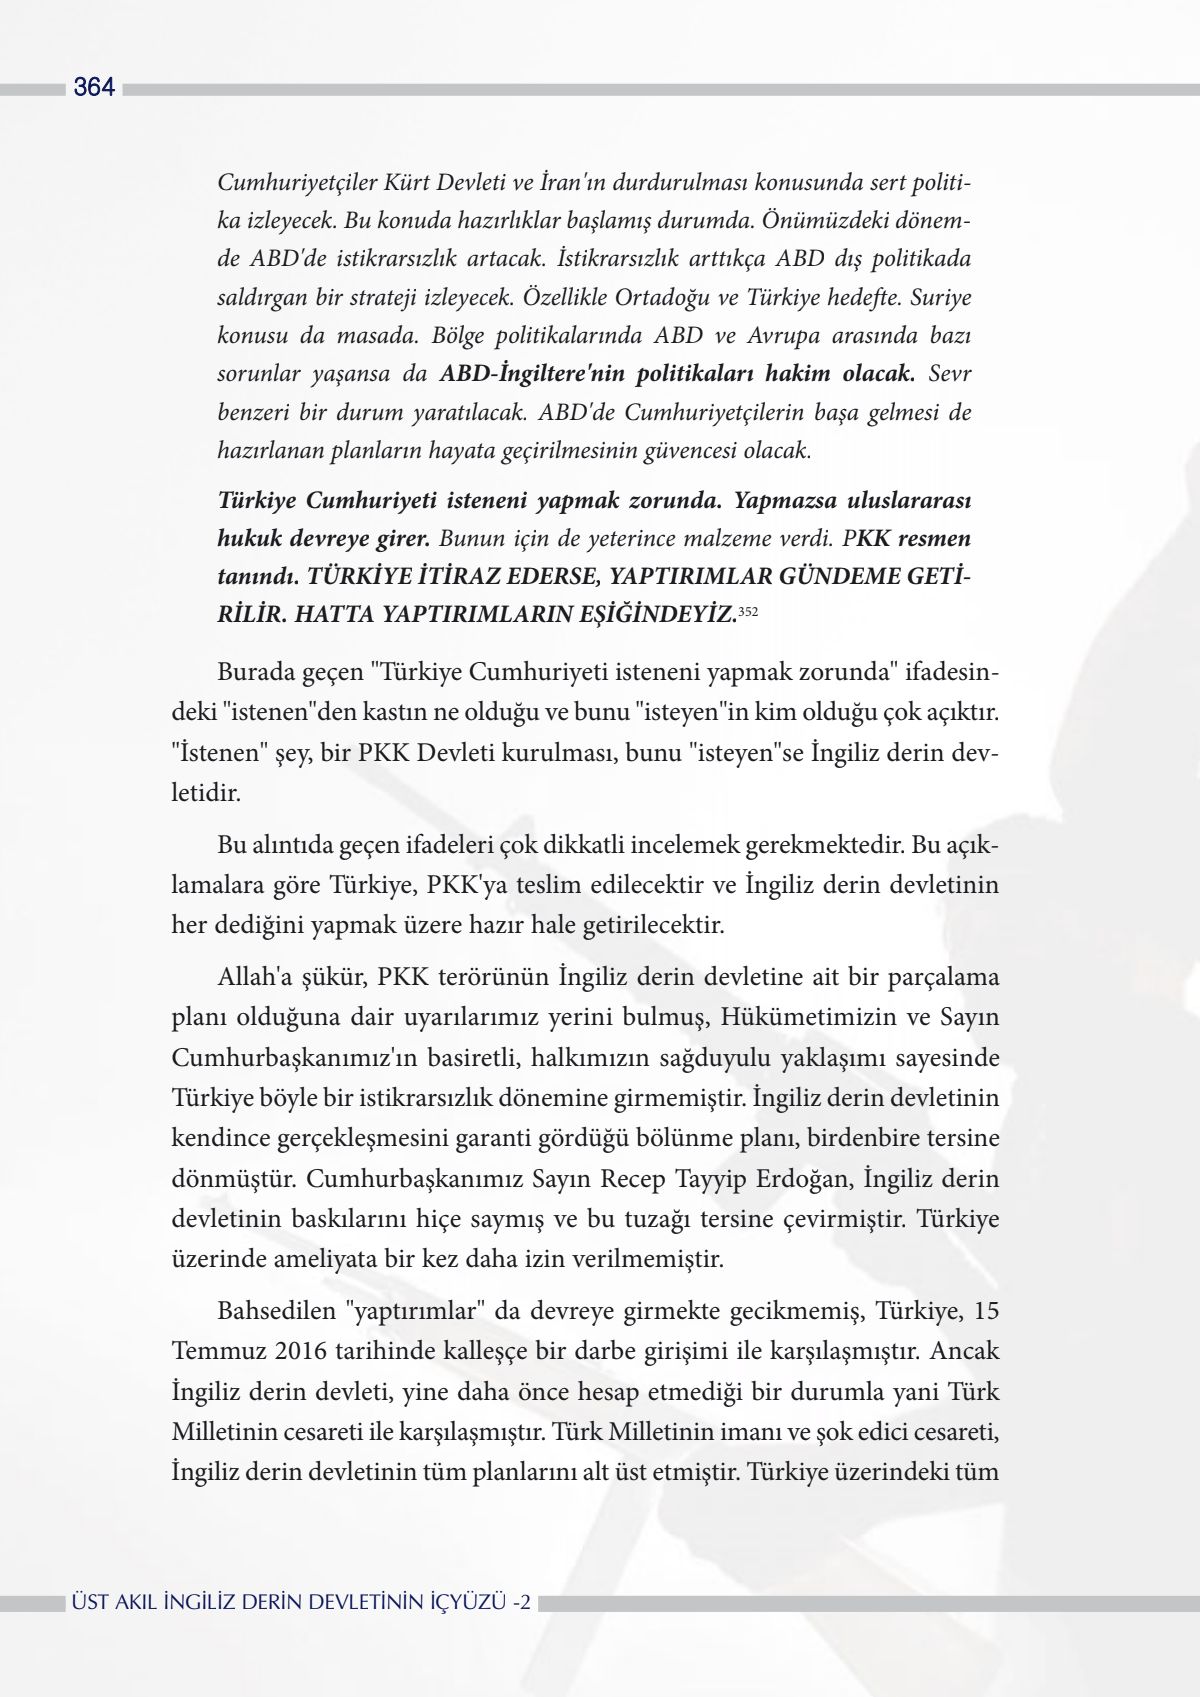 364
Cumhuriyetçiler Kürt Devleti ve İran'ın durdurulması konusunda sert politi-
ka izleyecek. Bu konuda hazırlıklar başlamış durumda. Önümüzdeki dönem-
de ABD'de istikrarsızlık artacak. İstikrarsızlık arttıkça ABD dış politikada
saldırgan bir strateji izleyecek. Özellikle Ortadoğu ve Türkiye hedefte. Suriye
konusu da masada. Bölge politikalarında ABD ve Avrupa arasında bazı
sorunlar yaşansa da ABD-İngiltere'nin politikaları hakim olacak. Sevr
benzeri bir durum yaratılacak. ABD'de Cumhuriyetçilerin başa gelmesi de
hazırlanan planların hayata geçirilmesinin güvencesi olacak.
Türkiye Cumhuriyeti isteneni yapmak zorunda. Yapmazsa uluslararası
hukuk devreye girer. Bunun için de yeterince malzeme verdi. PKK resmen
tanındı. TÜRKİYE İTİRAZ EDERSE, YAPTIRIMLAR GÜNDEME GETİ-
RİLİR. HATTA YAPTIRIMLARIN EŞİĞİNDEYİZ.352
Burada geçen "Türkiye Cumhuriyeti isteneni yapmak zorunda" ifadesin-
deki "istenen"den kastın ne olduğu ve bunu "isteyen"in kim olduğu çok açıktır.
"İstenen" şey, bir PKK Devleti kurulması, bunu "isteyen"se İngiliz derin dev-
letidir.
Bu alıntıda geçen ifadeleri çok dikkatli incelemek gerekmektedir. Bu açık-
lamalara göre Türkiye, PKK'ya teslim edilecektir ve İngiliz derin devletinin
her dediğini yapmak üzere hazır hale getirilecektir.
Allah'a şükür, PKK terörünün İngiliz derin devletine ait bir parçalama
planı olduğuna dair uyarılarımız yerini bulmuş, Hükümetimizin ve Sayın
Cumhurbaşkanımız'ın basiretli, halkımızın sağduyulu yaklaşımı sayesinde
Türkiye böyle bir istikrarsızlık dönemine girmemiştir. İngiliz derin devletinin
kendince gerçekleşmesini garanti gördüğü bölünme planı, birdenbire tersine
dönmüştür. Cumhurbaşkanımız Sayın Recep Tayyip Erdoğan, İngiliz derin
devletinin baskılarını hiçe saymış ve bu tuzağı tersine çevirmiştir. Türkiye
üzerinde ameliyata bir kez daha izin verilmemiştir.
Bahsedilen "yaptırımlar" da devreye girmekte gecikmemiş, Türkiye, 15
Temmuz 2016 tarihinde kalleşçe bir darbe girişimi ile karşılaşmıştır. Ancak
İngiliz derin devleti, yine daha önce hesap etmediği bir durumla yani Türk
Milletinin cesareti ile karşılaşmıştır. Türk Milletinin imanı ve şok edici cesareti,
İngiliz derin devletinin tüm planlarını alt üst etmiştir. Türkiye üzerindeki tüm
ÜST AKIL İNGİLİZ DERİN DEVLETİNİN İÇYÜZÜ -2